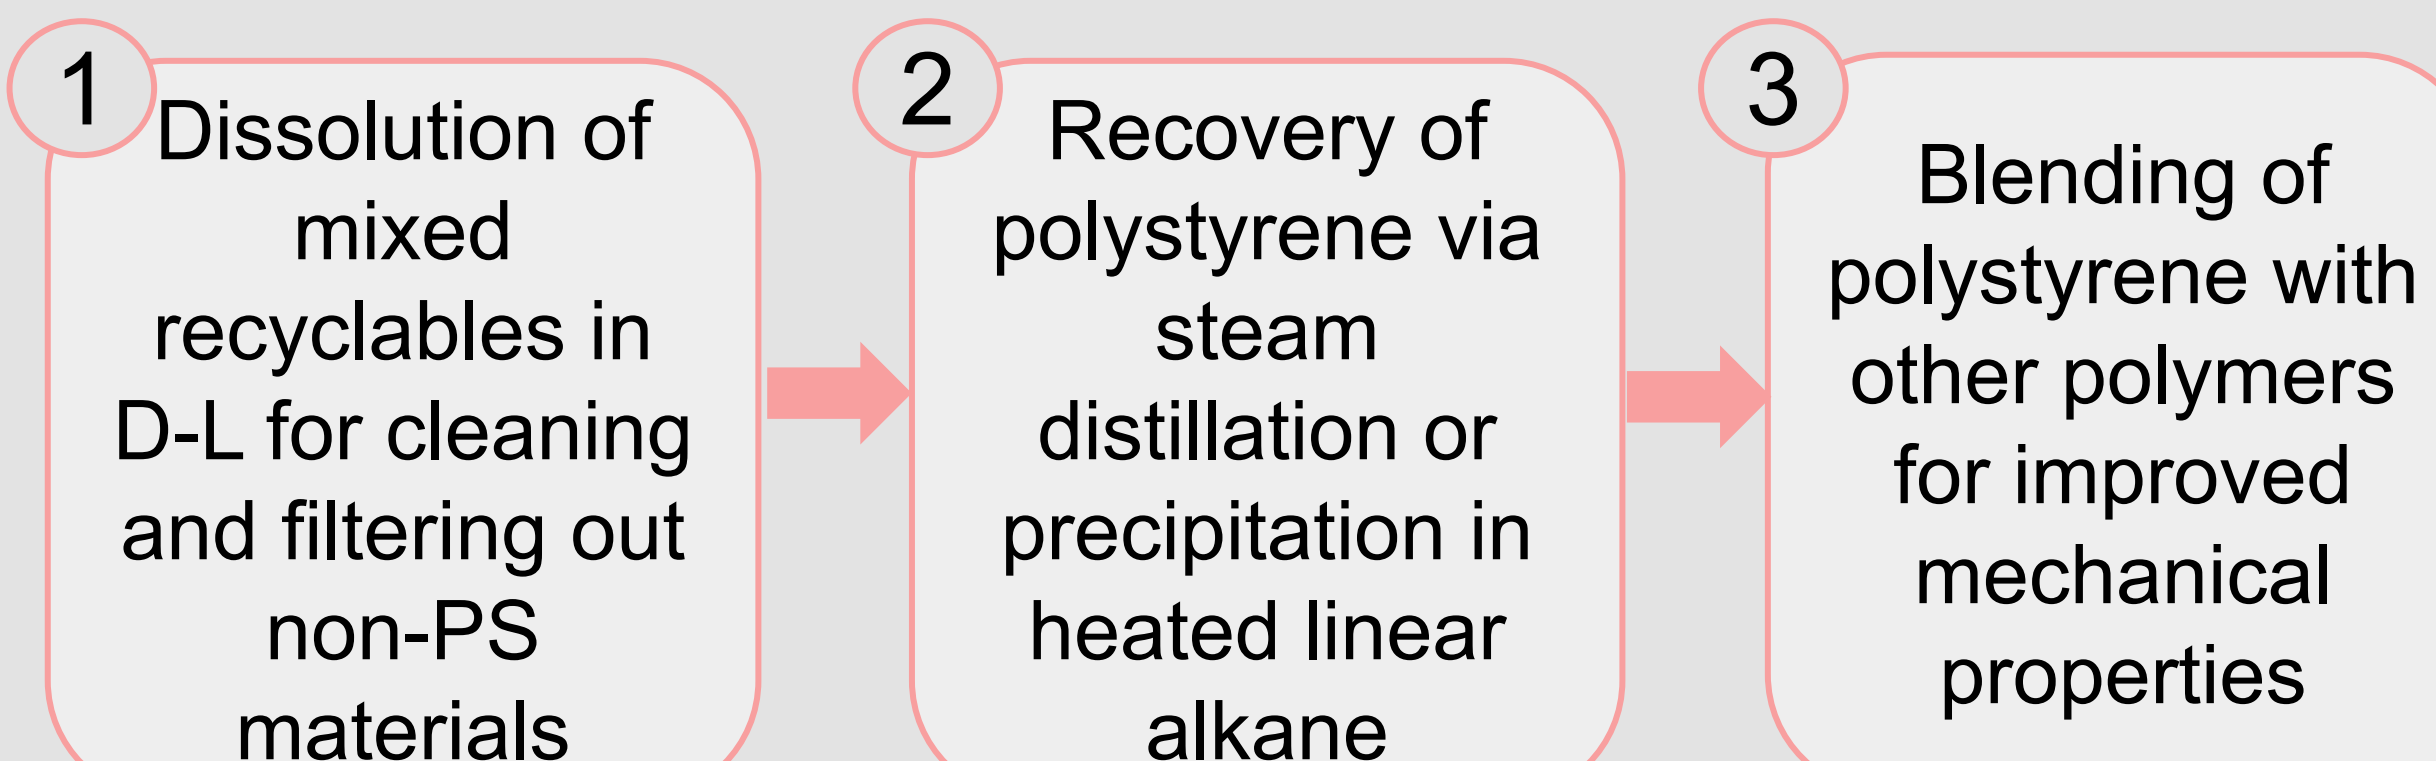 1
Dissolution of
mixed
recyclables in
D-L for cleaning
and filtering out
non-PS
materials
2
Recovery of
polystyrene via
steam
distillation or
precipitation in
heated linear
alkane
3
Blending of
polystyrene with
other polymers
for improved
mechanical
properties